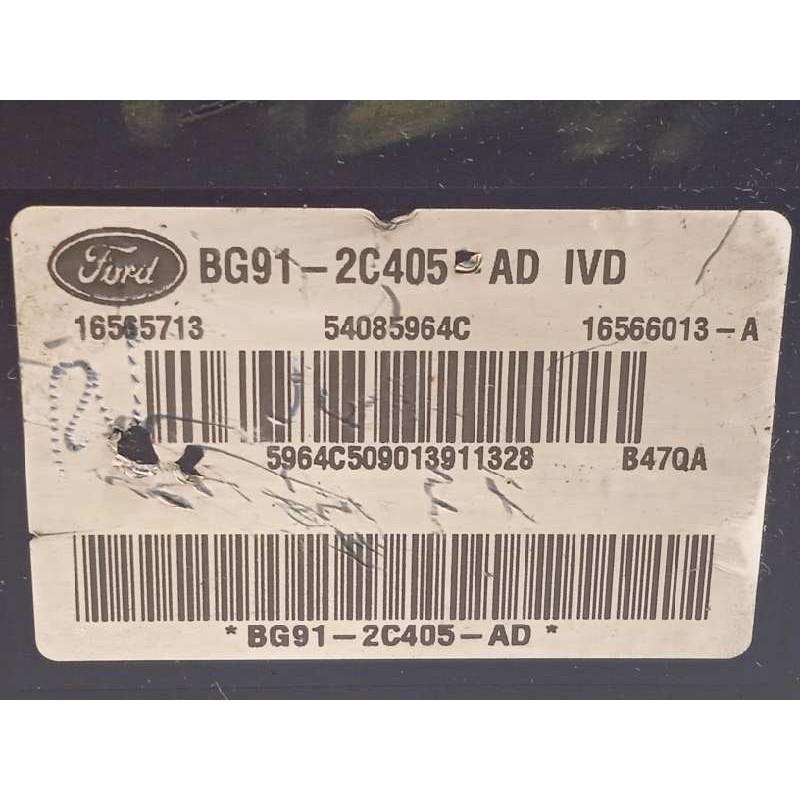 Ford BG91-2C405-AD IVD
16565713 54085964C 16566013-A
5964C509013911328 B47QA
*BG91-2C405-AD*